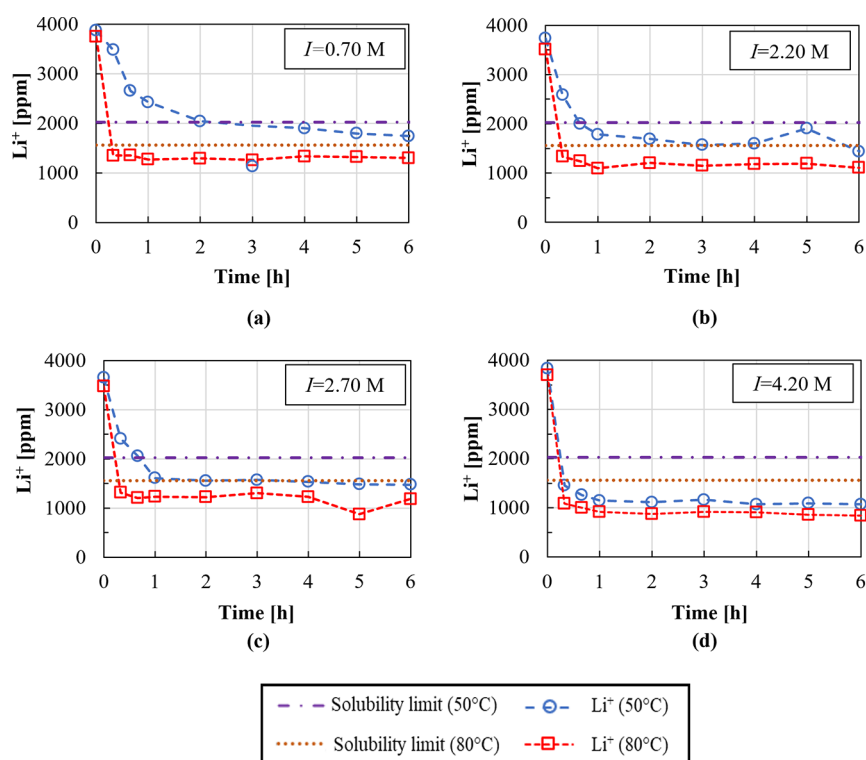 I=0.70 M
Li⁺ [ppm]
4000
3000
2000
1000
0
0 1 2 3 4 5 6
Time [h]
(a)
I=2.20 M
Li⁺ [ppm]
4000
3000
2000
1000
0
0 1 2 3 4 5 6
Time [h]
(b)
I=2.70 M
Li⁺ [ppm]
4000
3000
2000
1000
0
0 1 2 3 4 5 6
Time [h]
(c)
I=4.20 M
Li⁺ [ppm]
4000
3000
2000
1000
0
0 1 2 3 4 5 6
Time [h]
(d)
Solubility limit (50°C) Li⁺ (50°C)
Solubility limit (80°C) Li⁺ (80°C)